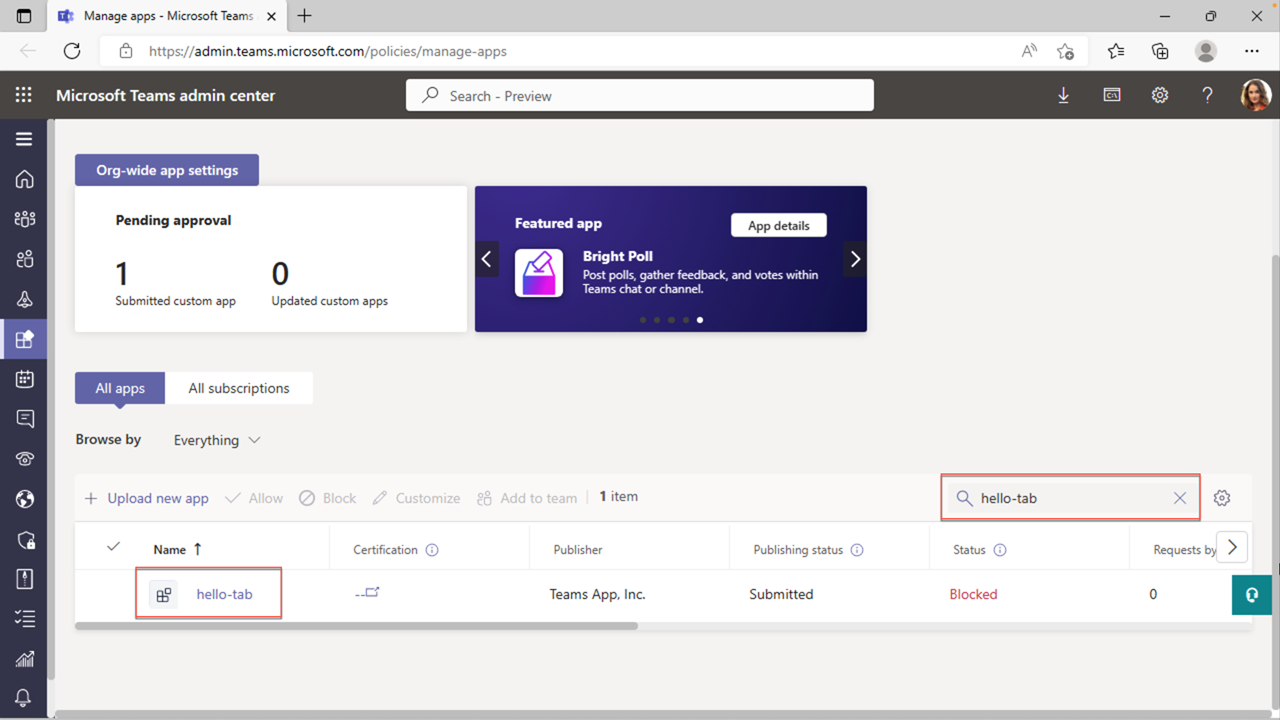 Manage apps - Microsoft Teams
https://admin.teams.microsoft.com/policies/manage-apps
Microsoft Teams admin center
Search - Preview
Org-wide app settings
Pending approval
1
0
Submitted custom app
Updated custom apps
Featured app
App details
Bright Poll
Post polls, gather feedback, and votes within
Teams chat or channel.
All apps
All subscriptions
Browse by
Everything
Upload new app
Allow
Block
Customize
Add to team
1 item
hello-tab
Name ↑
Certification
Publisher
Publishing status
Status
Requests by
hello-tab
--
Teams App, Inc.
Submitted
Blocked
0